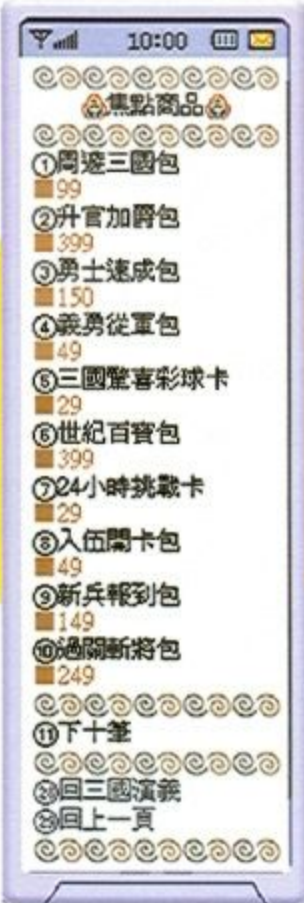 10:00
焦點商品
①周遊三國包
99
②升官加爵包
399
③勇士速成包
150
④義勇從軍包
49
⑤三國驚喜彩球卡
29
⑥世紀百寶包
399
⑦24小時挑戰卡
29
⑧入伍開卡包
49
⑨新兵報到包
149
⑩過關斬將包
249
⑪下十筆
回三國演義
回上一頁